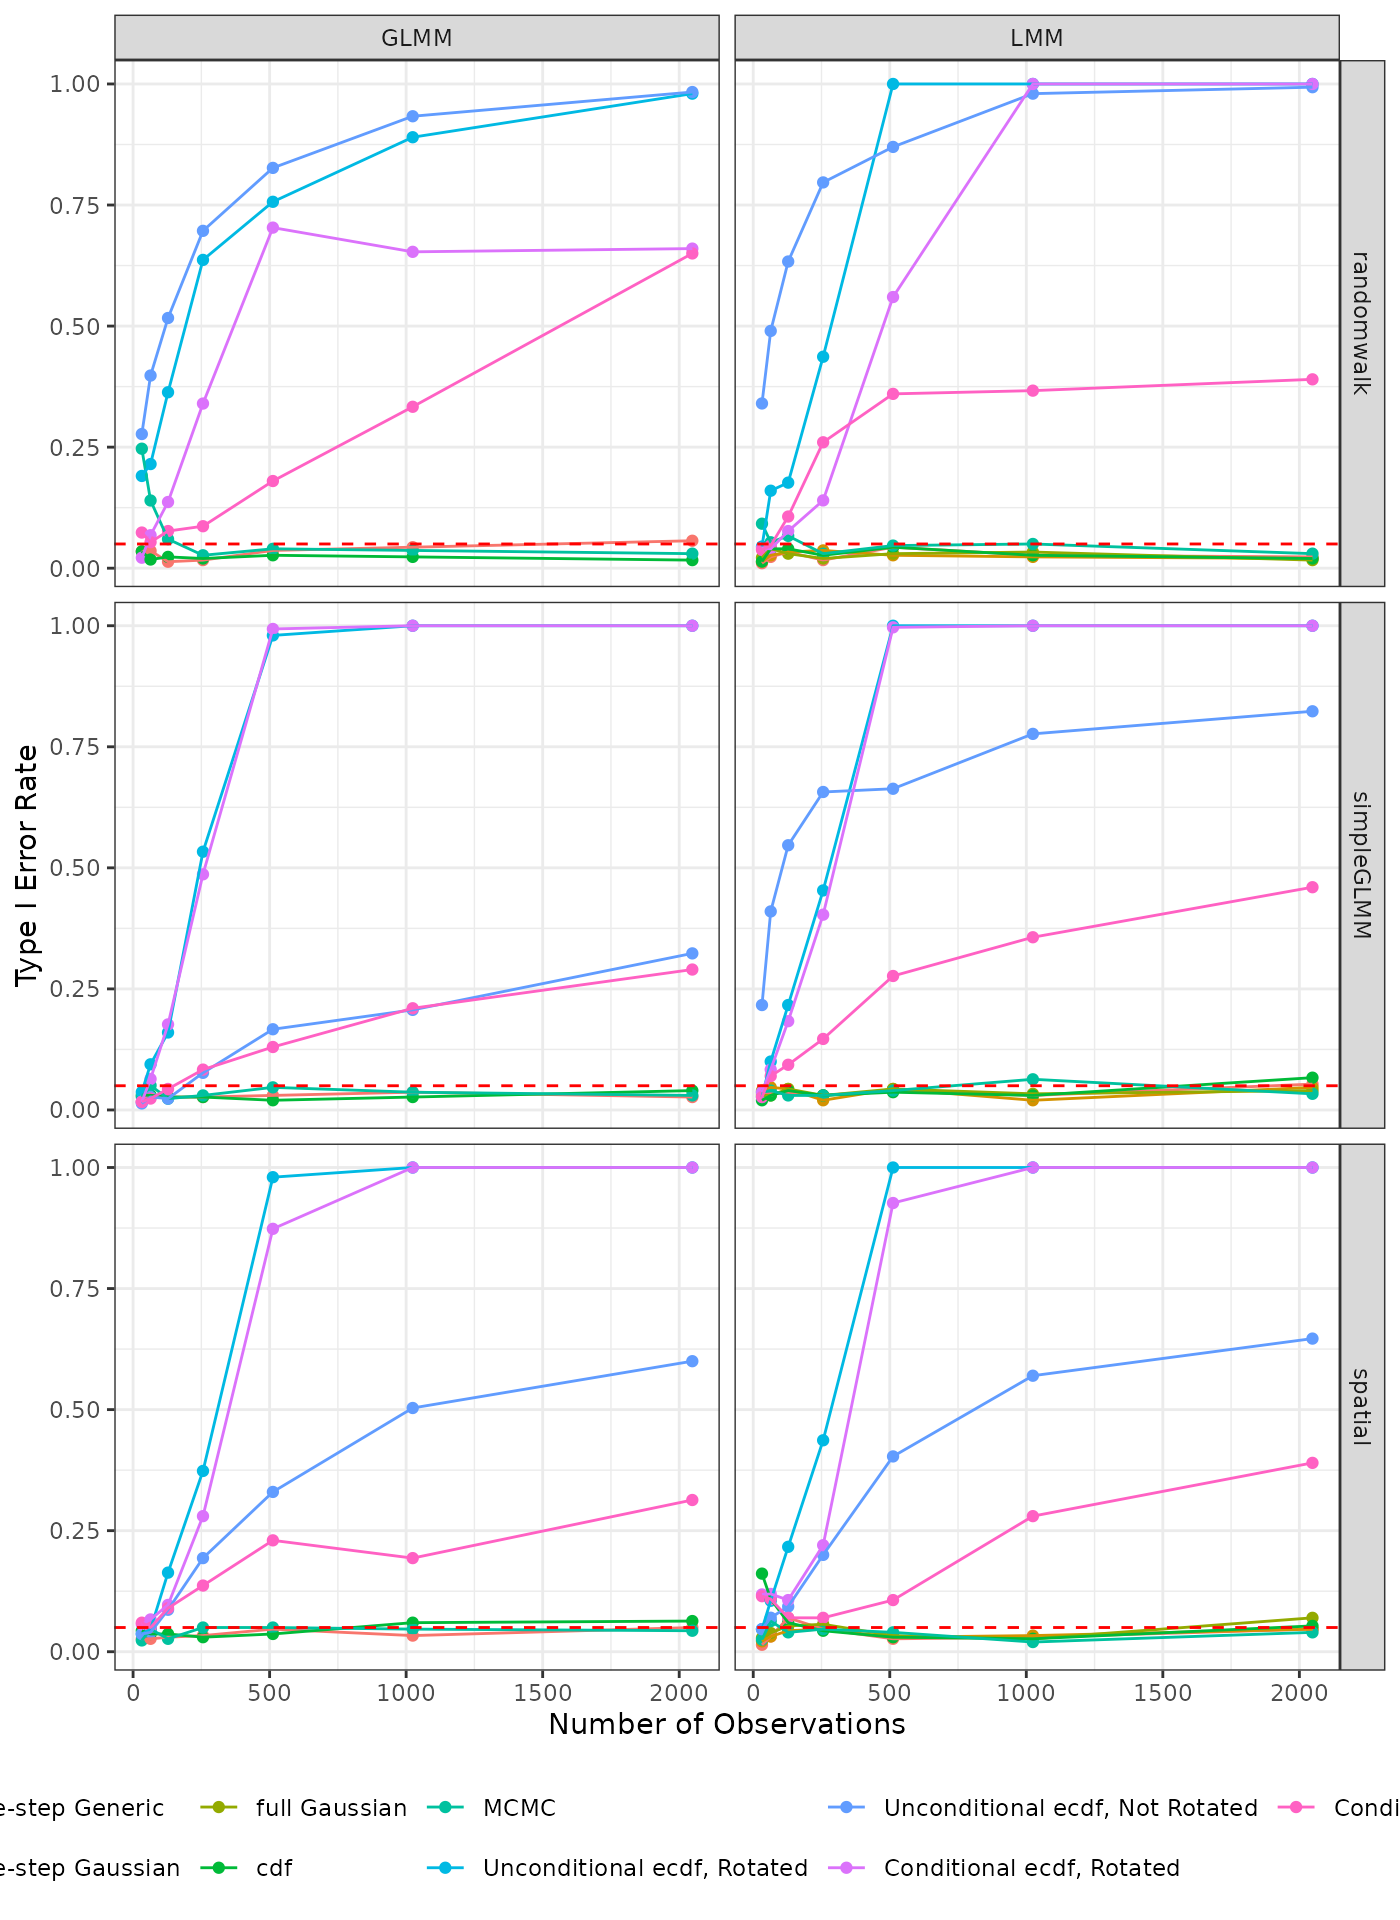 GLMM LMM
1.00
0.75
0.50
0.25
0.00
randomwalk
1.00
0.75
0.50
0.25
0.00
simpleGLMM
1.00
0.75
0.50
0.25
0.00
spatial
Type I Error Rate
0 500 1000 1500 2000 0 500 1000 1500 2000
Number of Observations
e-step Generic full Gaussian MCMC Unconditional ecdf, Not Rotated Condi
e-step Gaussian cdf Unconditional ecdf, Rotated Conditional ecdf, Rotated